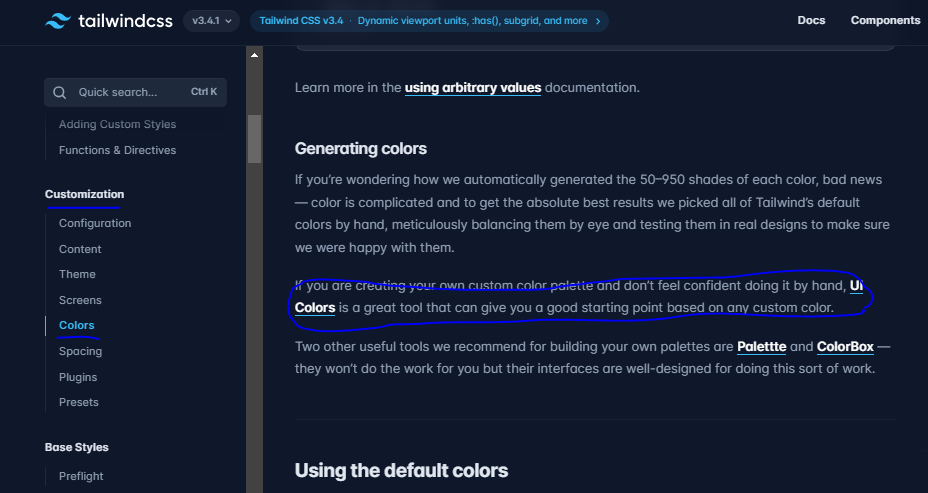 tailwindcss v3.4.1 Tailwind CSS v3.4 · Dynamic viewport units, :has(), subgrid, and more Docs Components
Quick search... Ctrl K
Adding Custom Styles
Functions & Directives
Customization
Configuration
Content
Theme
Screens
Colors
Spacing
Plugins
Presets
Base Styles
Preflight
Learn more in the using arbitrary values documentation.
Generating colors
If you're wondering how we automatically generated the 50–950 shades of each color, bad news
— color is complicated and to get the absolute best results we picked all of Tailwind's default
colors by hand, meticulously balancing them by eye and testing them in real designs to make sure
we were happy with them.
If you are creating your own custom color palette and don't feel confident doing it by hand, UI
Colors is a great tool that can give you a good starting point based on any custom color.
Two other useful tools we recommend for building your own palettes are Palettte and ColorBox —
they won't do the work for you but their interfaces are well-designed for doing this sort of work.
Using the default colors